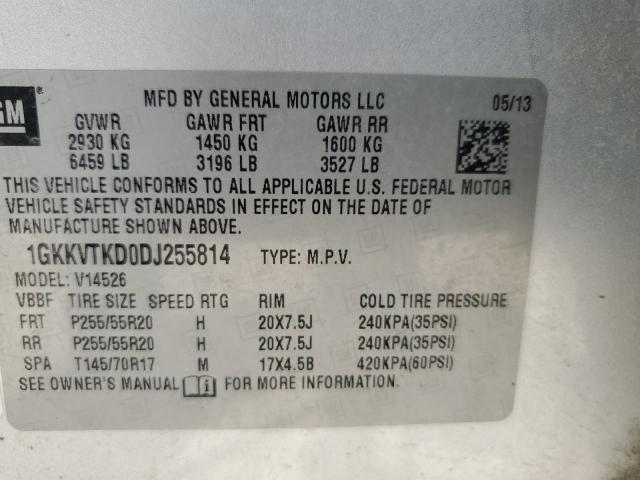 GM ®
MFD BY GENERAL MOTORS LLC 05/13
GVWR GAWR FRT GAWR RR
2930 KG 1450 KG 1600 KG
6459 LB 3196 LB 3527 LB
THIS VEHICLE CONFORMS TO ALL APPLICABLE U.S. FEDERAL MOTOR
VEHICLE SAFETY STANDARDS IN EFFECT ON THE DATE OF
MANUFACTURE SHOWN ABOVE.
1GKKVTKD0DJ255814 TYPE: M.P.V.
MODEL: V14526
VBBF TIRE SIZE SPEED RTG RIM COLD TIRE PRESSURE
FRT P255/55R20 H 20X7.5J 240KPA(35PSI)
RR P255/55R20 H 20X7.5J 240KPA(35PSI)
SPA T145/70R17 M 17X4.5B 420KPA(60PSI)
SEE OWNER'S MANUAL FOR MORE INFORMATION.